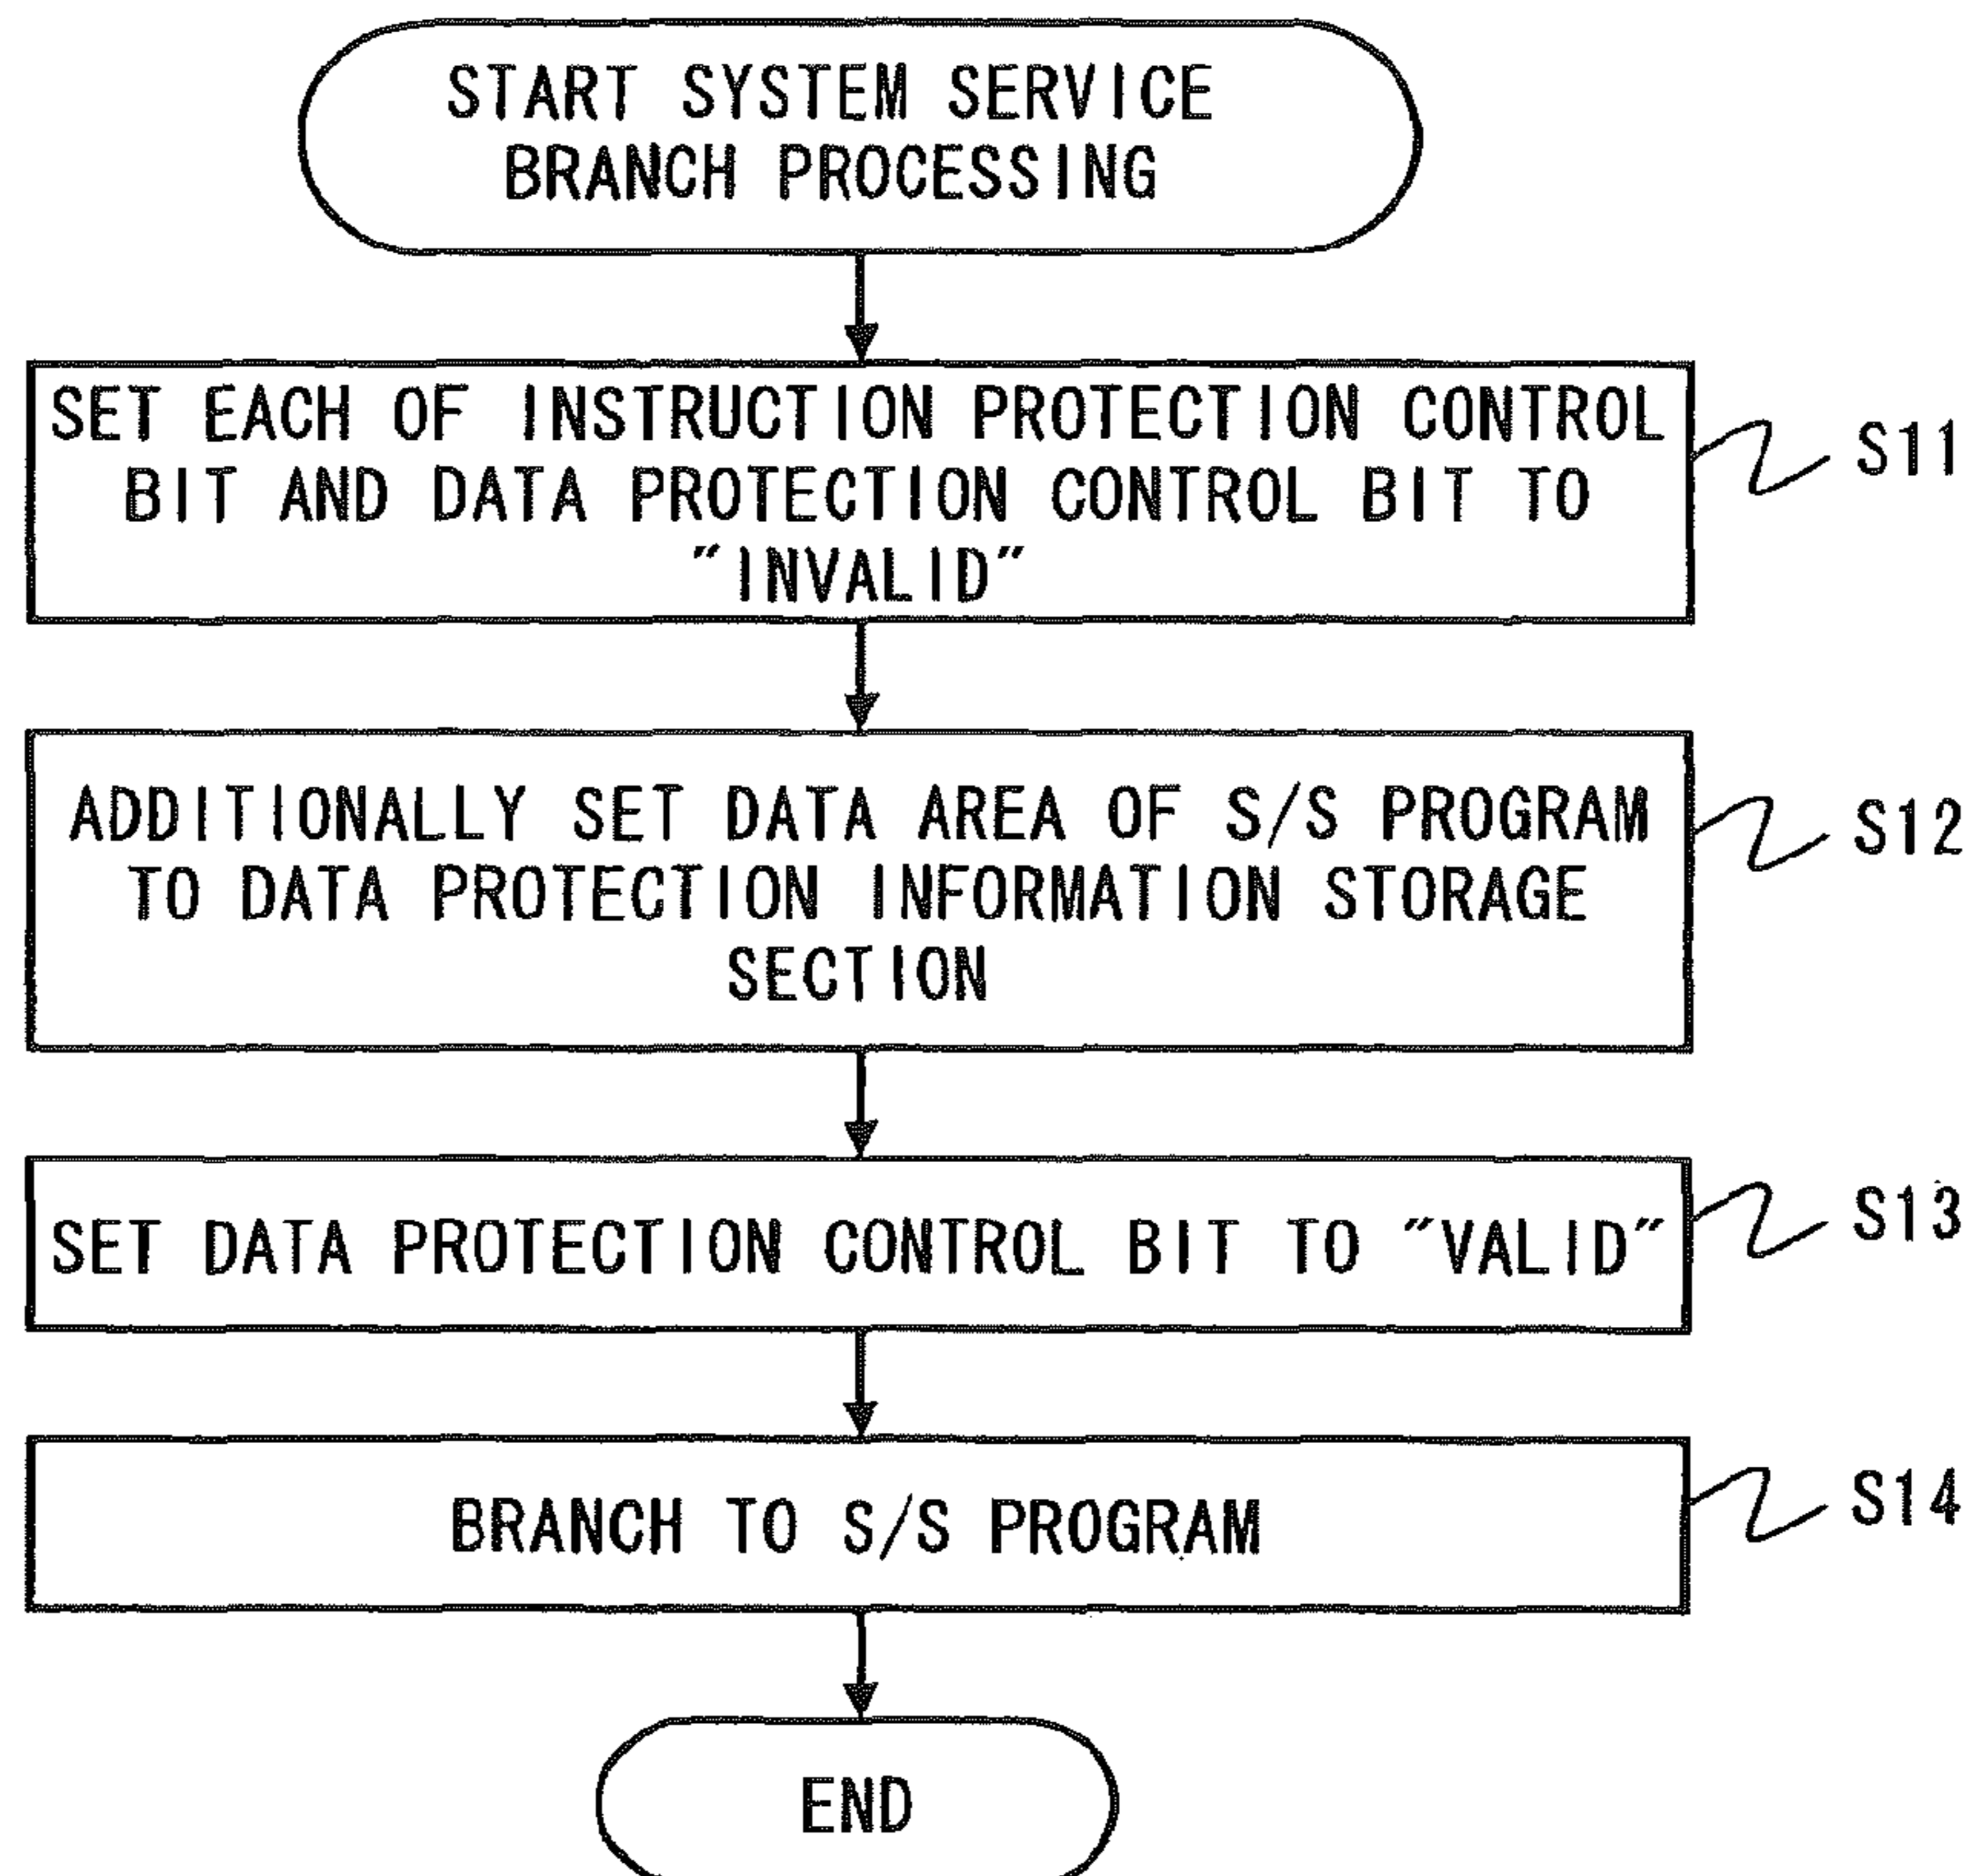 START SYSTEM SERVICE
BRANCH PROCESSING
SET EACH OF INSTRUCTION PROTECTION CONTROL
BIT AND DATA PROTECTION CONTROL BIT TO
"INVALID"
S11
ADDITIONALLY SET DATA AREA OF S/S PROGRAM
TO DATA PROTECTION INFORMATION STORAGE
SECTION
S12
SET DATA PROTECTION CONTROL BIT TO "VALID"
S13
BRANCH TO S/S PROGRAM
S14
END